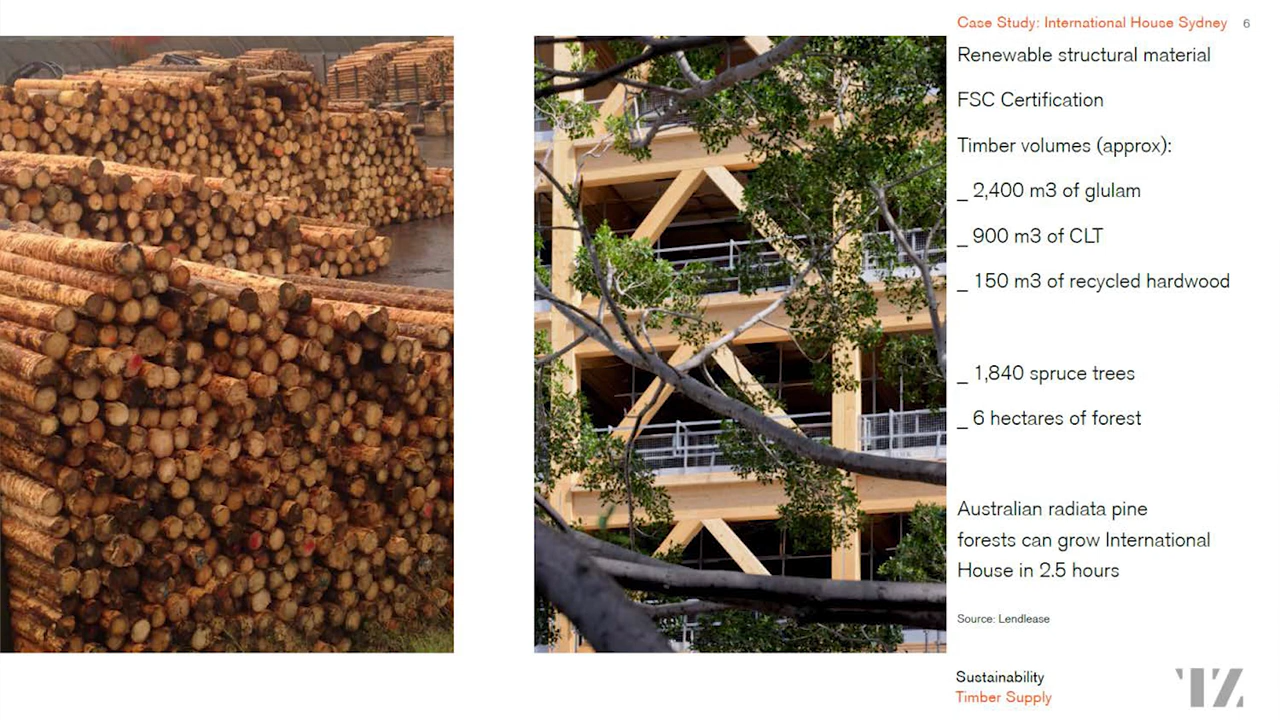 Case Study: International House Sydney 6
Renewable structural material
FSC Certification
Timber volumes (approx):
_ 2,400 m3 of glulam
_ 900 m3 of CLT
_ 150 m3 of recycled hardwood
_ 1,840 spruce trees
_ 6 hectares of forest
Australian radiata pine
forests can grow International
House in 2.5 hours
Source: Lendlease
Sustainability
Timber Supply
TZ